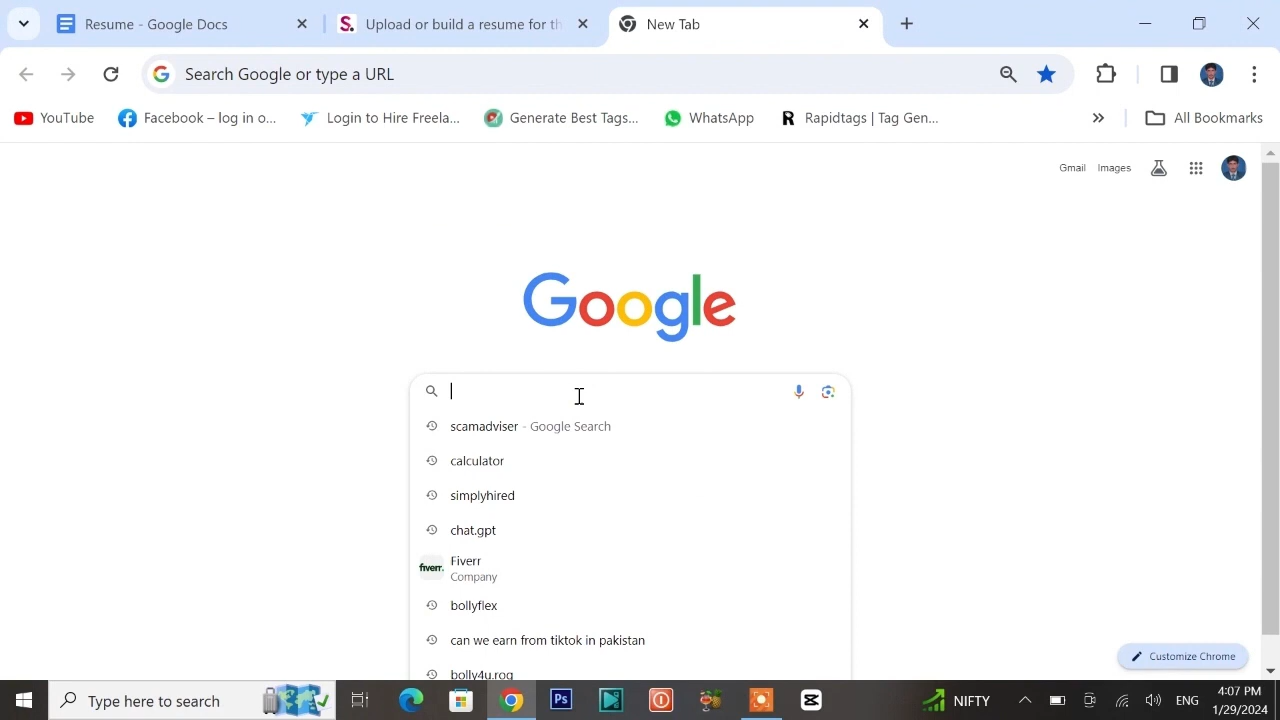 Resume - Google Docs
Upload or build a resume for th
New Tab
Search Google or type a URL
YouTube
Facebook – log in o...
Login to Hire Freela...
Generate Best Tags...
WhatsApp
Rapidtags | Tag Gen...
All Bookmarks
Gmail
Images
Google
scamadviser - Google Search
calculator
simplyhired
chat.gpt
fiverr.
Fiverr
Company
bollyflex
can we earn from tiktok in pakistan
bolly4u.rog
Customize Chrome
Type here to search
Ps
NIFTY
ENG
4:07 PM
1/29/2024